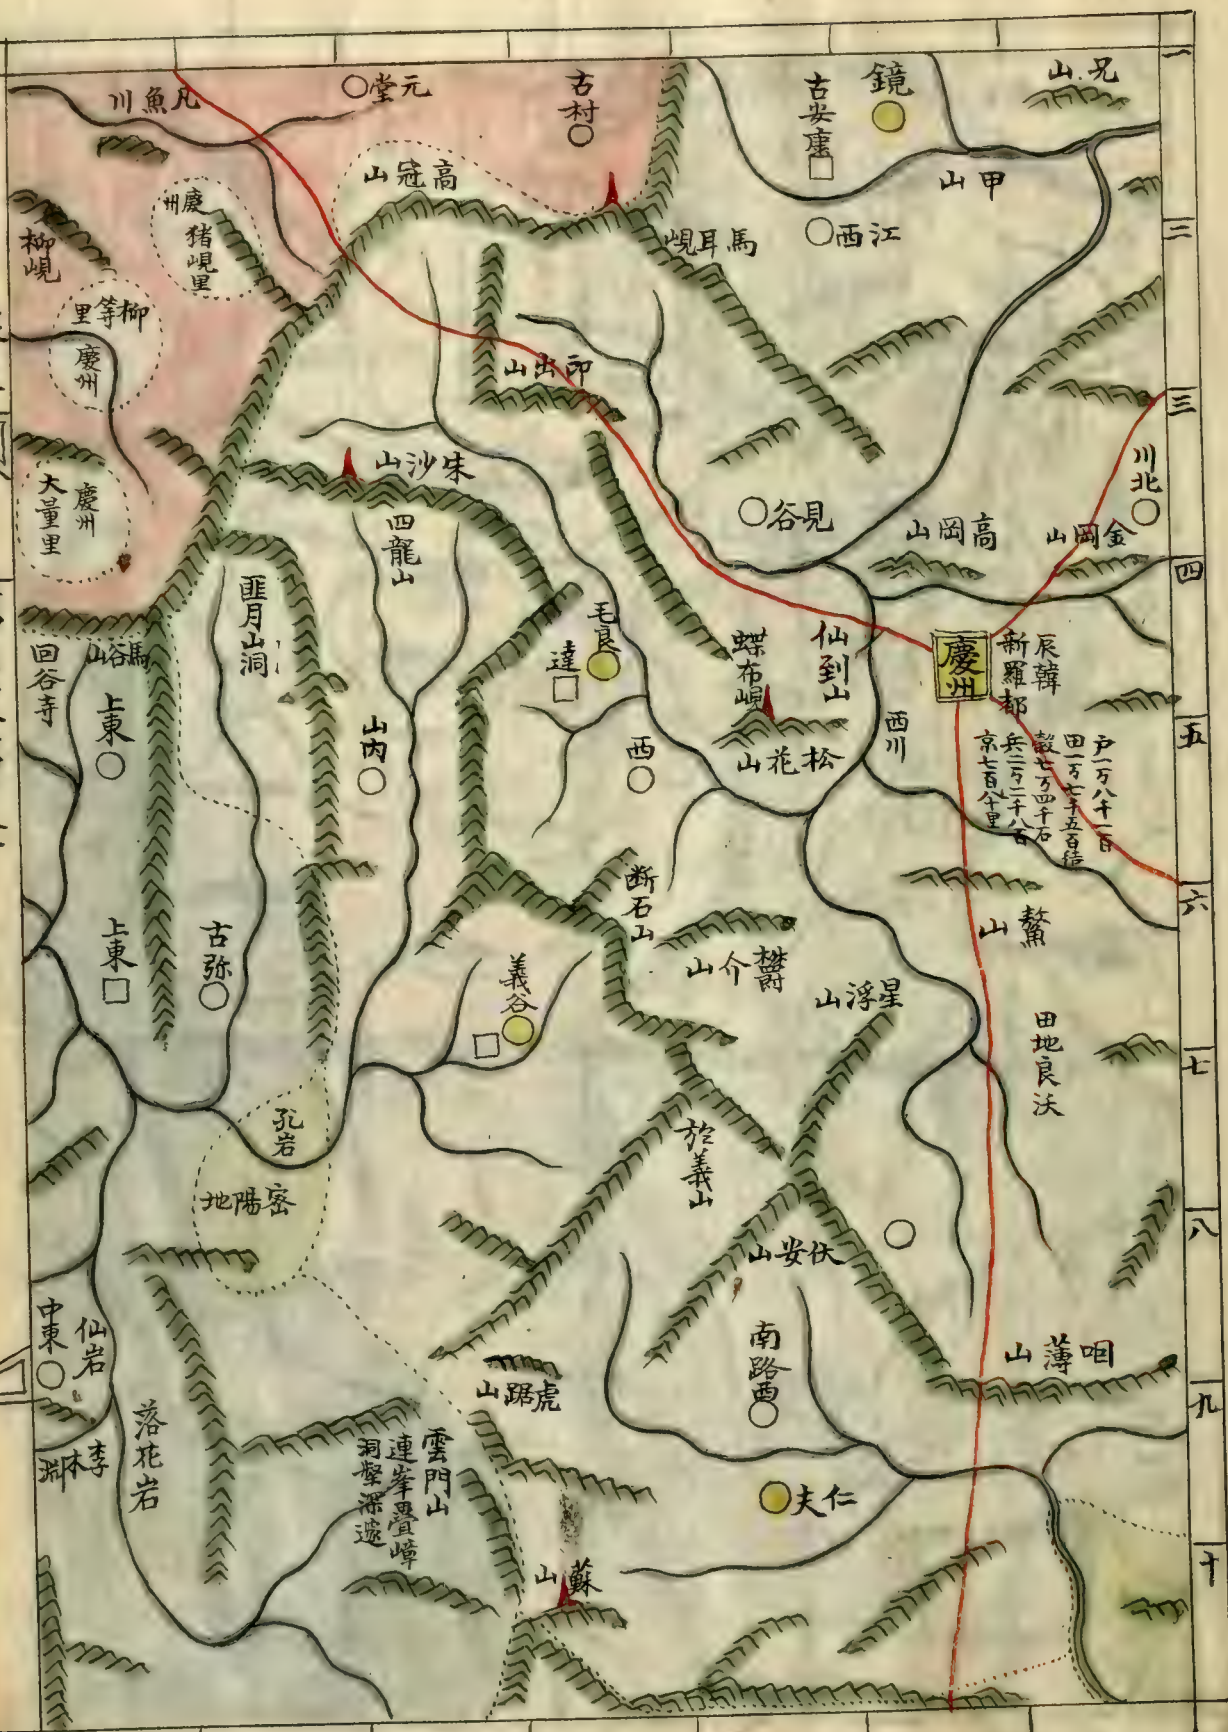 一
二
三
四
五
六
七
八
九
十
兄山
鏡
古安康
甲山
江西
古村
元堂
凡魚川
高冠山
馬耳峴
慶州
猪峴里
柳峴
柳等里
慶州
慶州
大量里
印出山
朱沙山
四龍山
見谷
川北
高岡山
金岡山
慶州
辰韓
新羅都
戶一万八千一百
田一万七千五百结
穀七万四千石
兵二万二千八百
京七百八十里
仙到山
蝶布峴
松花山
西川
毛良
達
西
匪月山洞
馬谷山
回谷寺
上東
山內
断石山
鰲山
欝介山
星浮山
義谷
古弥
上東
田地良沃
孔岩
密陽地
於義山
伏安山
咽薄山
南路西
中東
仙岩
落花岩
李木淵
虎踞山
雲門山
連峯疊嶂
洞壑深邃
仁夫
蘇山